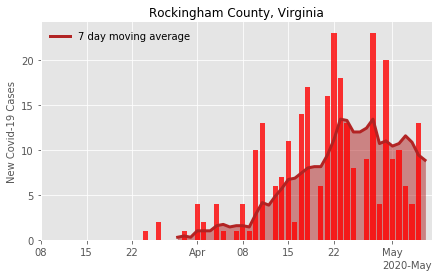 Rockingham County, Virginia
7 day moving average
New Covid-19 Cases
20
15
10
5
0
08 15 22 Apr 08 15 22 May
2020-May